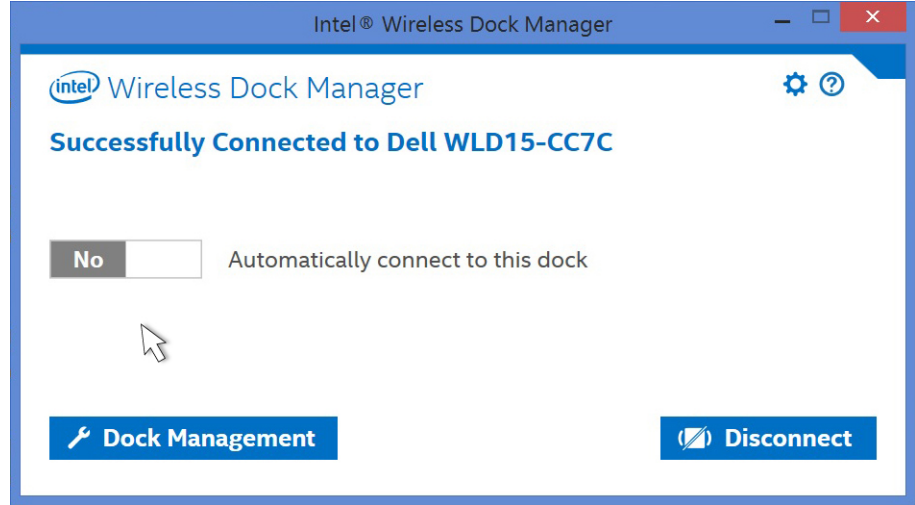 Intel® Wireless Dock Manager
intel Wireless Dock Manager
Successfully Connected to Dell WLD15-CC7C
No Automatically connect to this dock
Dock Management Disconnect